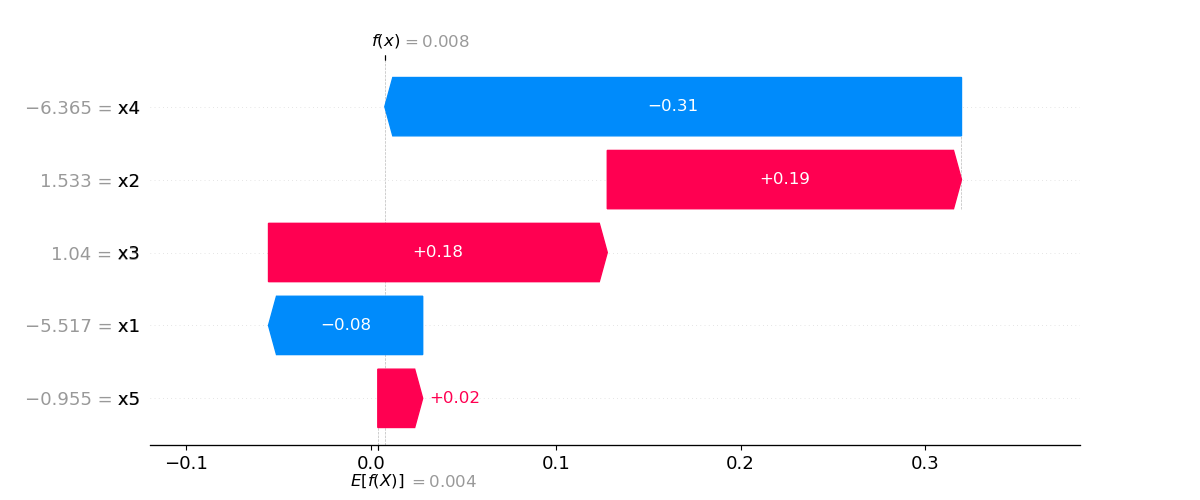 f(x) = 0.008
−6.365 = x4
−0.31
1.533 = x2
+0.19
1.04 = x3
+0.18
−5.517 = x1
−0.08
−0.955 = x5
+0.02
−0.1 0.0 0.1 0.2 0.3
E[f(X)] = 0.004